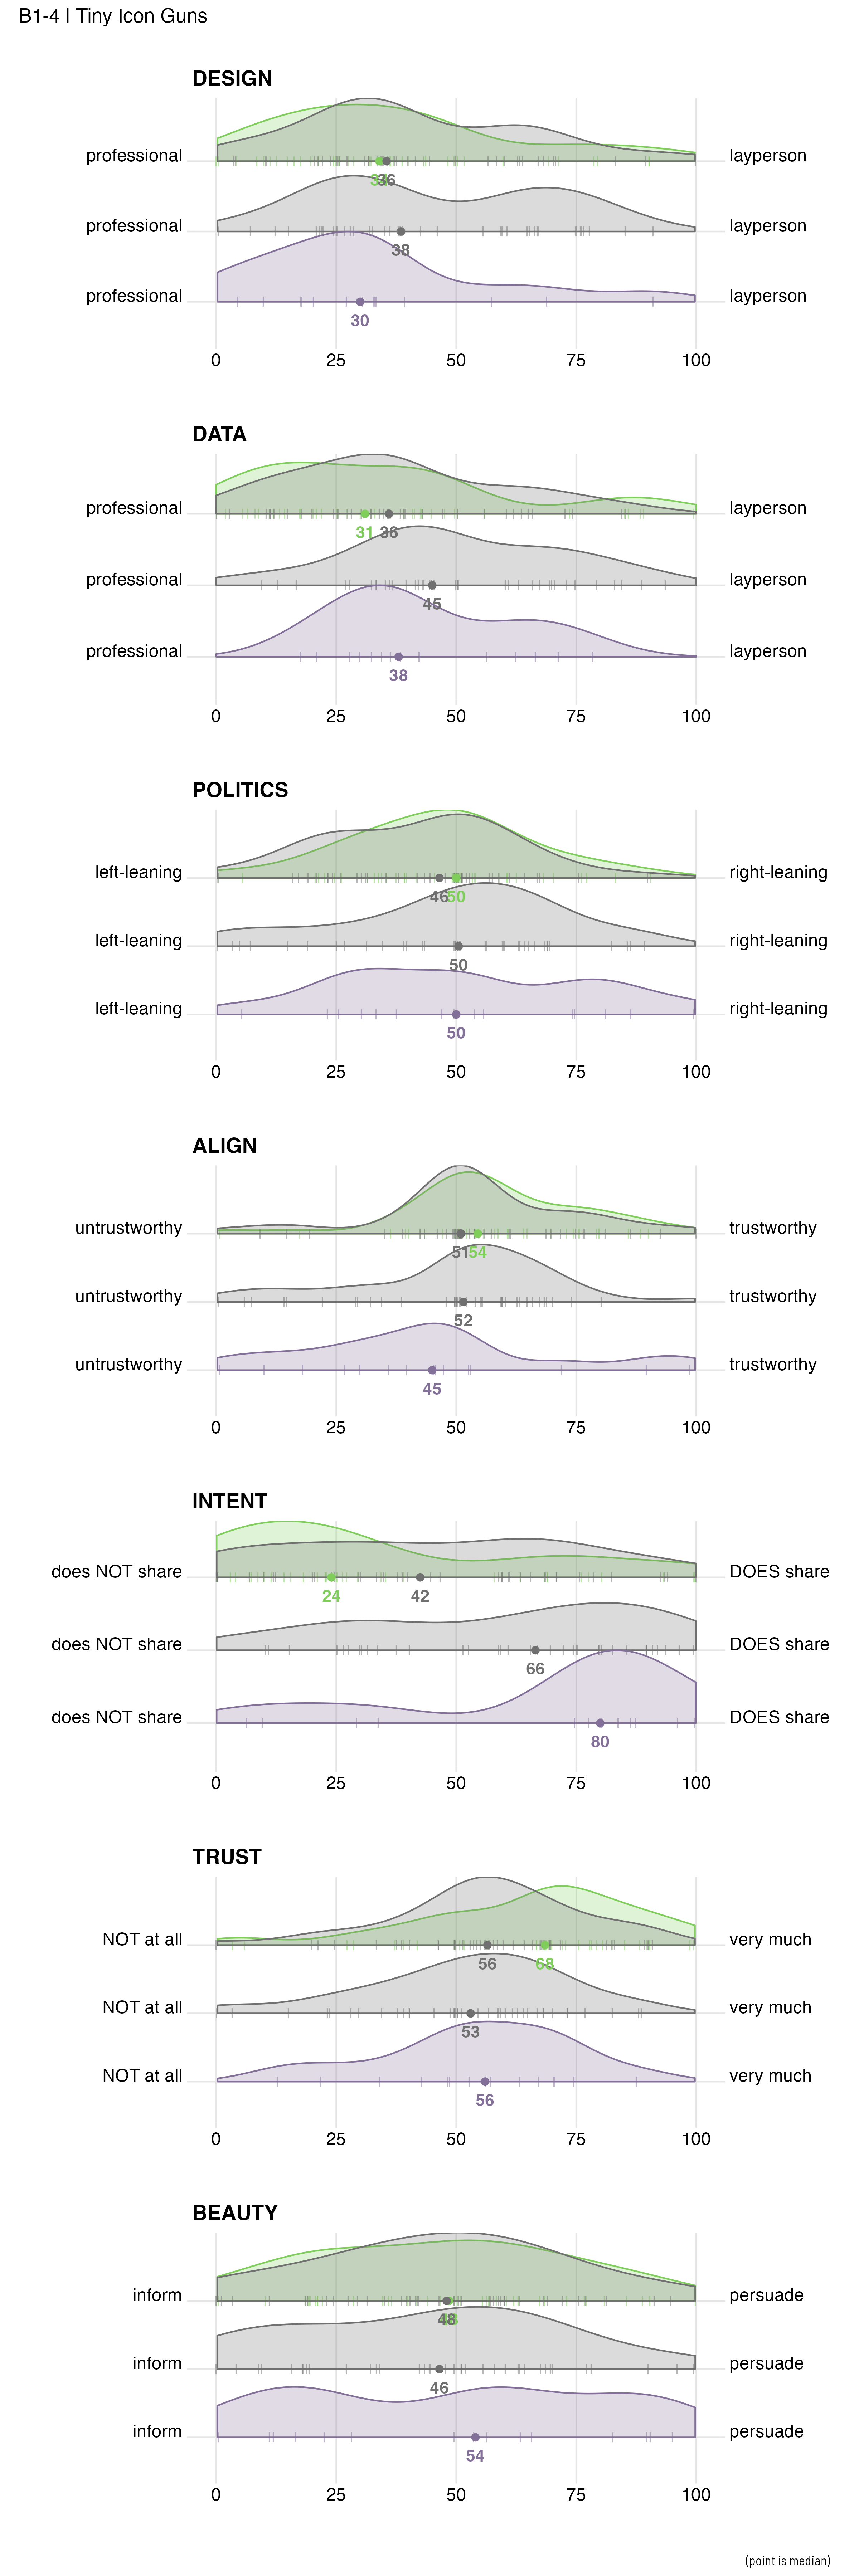 B1-4 | Tiny Icon Guns
DESIGN
professional layperson
36
professional layperson
38
professional layperson
30
0 25 50 75 100
DATA
professional layperson
31 36
professional layperson
45
professional layperson
38
0 25 50 75 100
POLITICS
left-leaning right-leaning
46 50
left-leaning right-leaning
50
left-leaning right-leaning
50
0 25 50 75 100
ALIGN
untrustworthy trustworthy
51 54
untrustworthy trustworthy
52
untrustworthy trustworthy
45
0 25 50 75 100
INTENT
does NOT share DOES share
24 42
does NOT share DOES share
66
does NOT share DOES share
80
0 25 50 75 100
TRUST
NOT at all very much
56 68
NOT at all very much
53
NOT at all very much
56
0 25 50 75 100
BEAUTY
inform persuade
48
inform persuade
46
inform persuade
54
0 25 50 75 100
(point is median)